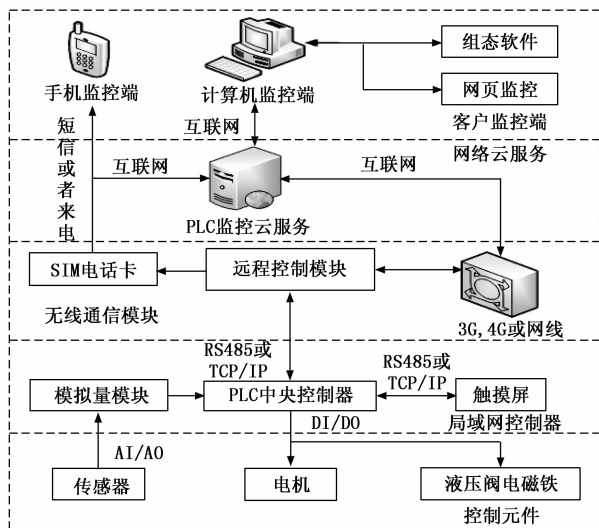 手机监控端
计算机监控端
组态软件
网页监控
客户监控端
短信或者来电
互联网
网络云服务
互联网
互联网
PLC监控云服务
SIM电话卡
远程控制模块
无线通信模块
3G,4G或网线
RS485或
TCP/IP
RS485或
TCP/IP
模拟量模块
PLC中央控制器
触摸屏
局域网控制器
DI/DO
AI/AO
传感器
电机
液压阀电磁铁
控制元件